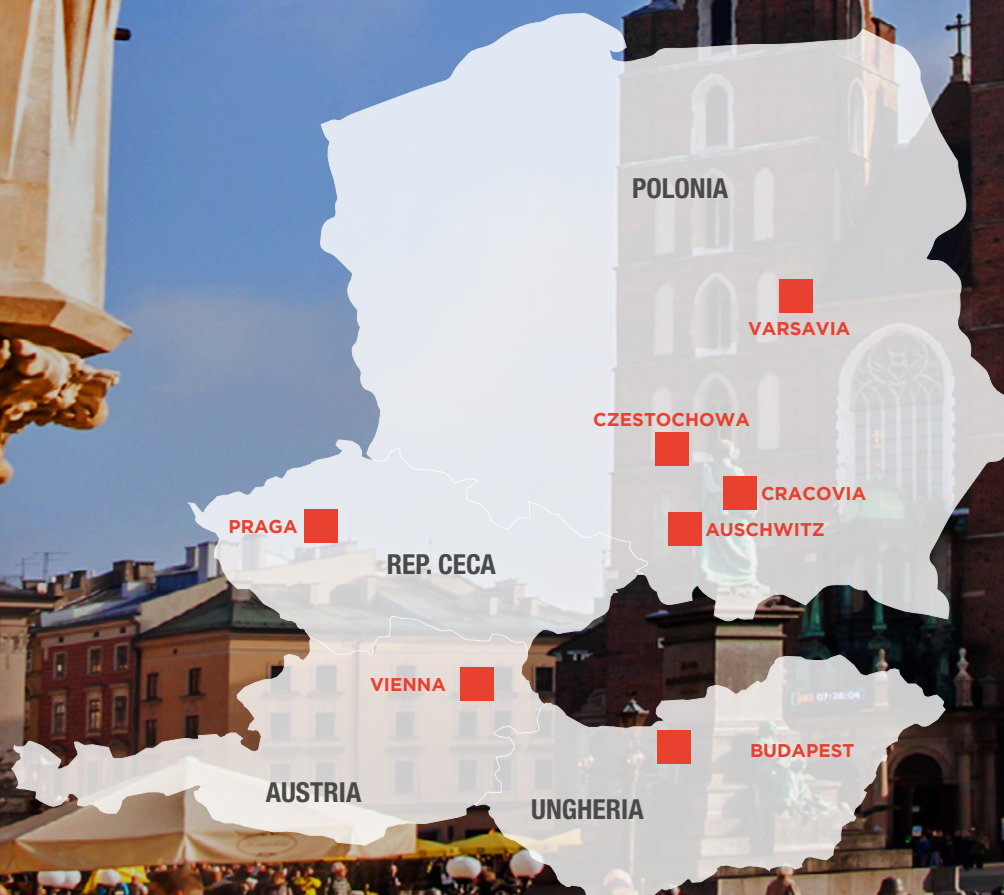 POLONIA
VARSAVIA
CZESTOCHOWA
CRACOVIA
AUSCHWITZ
PRAGA
REP. CECA
VIENNA
BUDAPEST
AUSTRIA
UNGHERIA